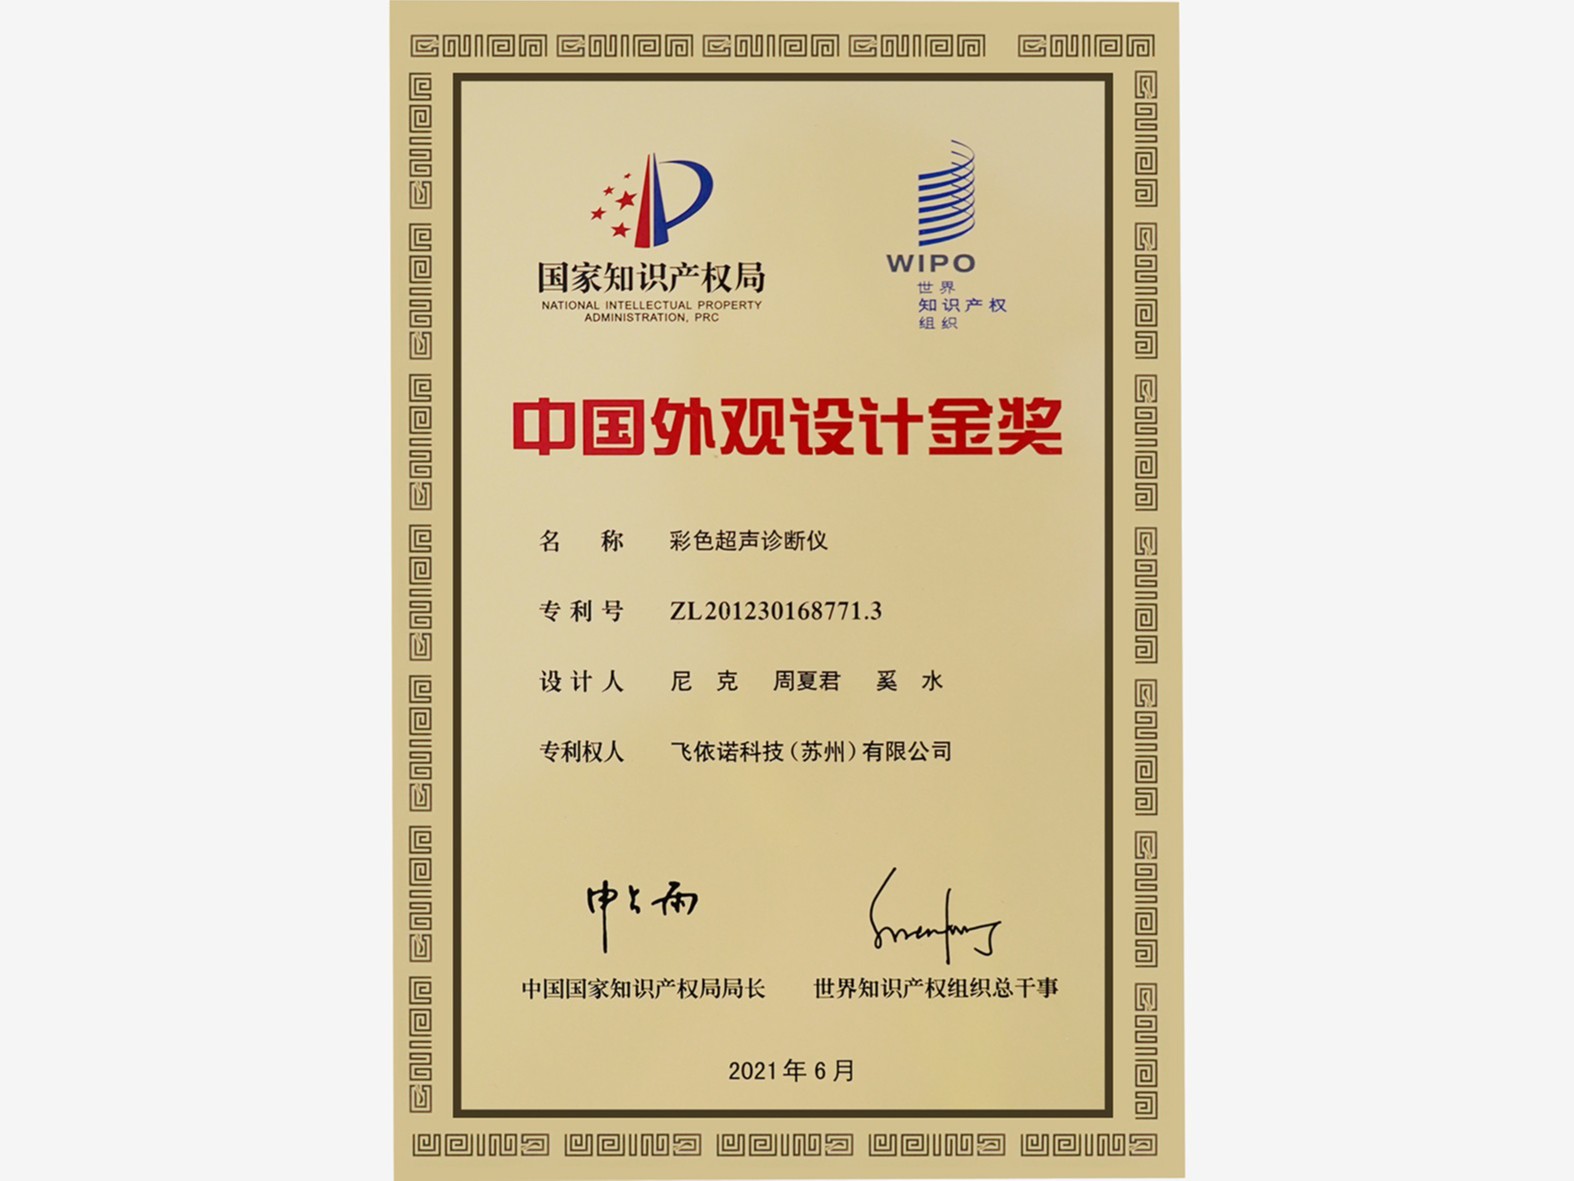 国家知识产权局
NATIONAL INTELLECTUAL PROPERTY
ADMINISTRATION, PRC
WIPO
世界
知识产权
组织
中国外观设计金奖
名 称 彩色超声诊断仪
专利号 ZL201230168771.3
设计人 尼 克 周夏君 奚 水
专利权人 飞依诺科技(苏州)有限公司
申长雨
中国国家知识产权局局长 世界知识产权组织总干事
2021年6月